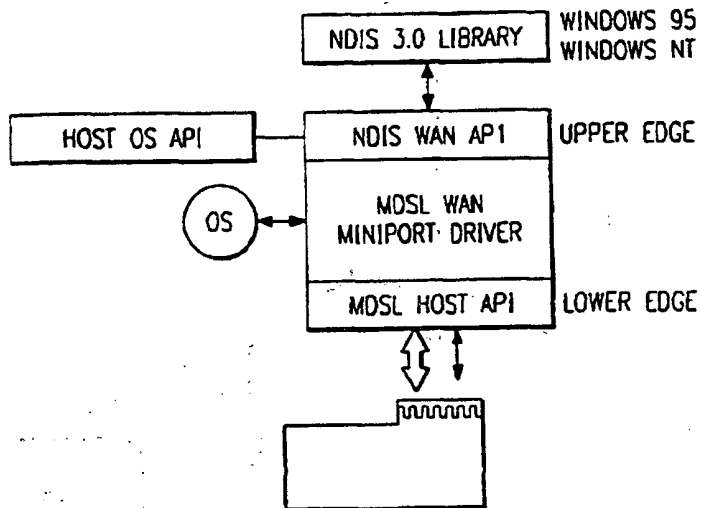 NDIS 3.0 LIBRARY
WINDOWS 95
WINDOWS NT
HOST OS API
NDIS WAN API
UPPER EDGE
OS
MDSL WAN
MINIPORT DRIVER
MDSL HOST API
LOWER EDGE